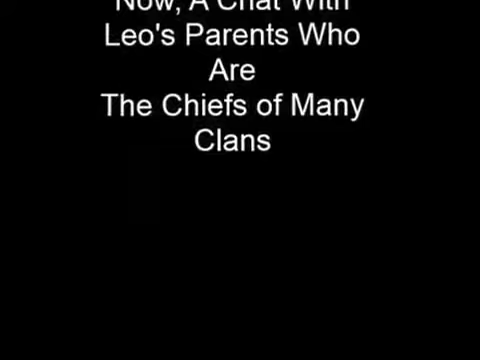 Now, A Chat With
Leo's Parents Who
Are
The Chiefs of Many
Clans